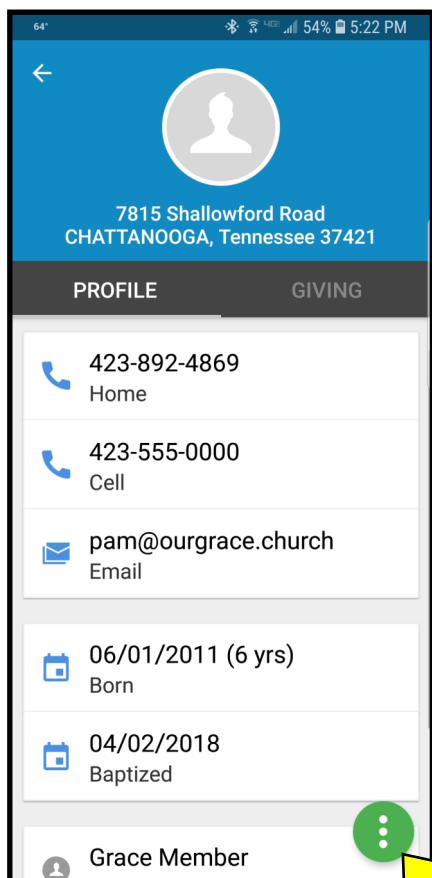 64°
4G 54% 5:22 PM
7815 Shallowford Road
CHATTANOOGA, Tennessee 37421
PROFILE GIVING
423-892-4869
Home
423-555-0000
Cell
pam@ourgrace.church
Email
06/01/2011 (6 yrs)
Born
04/02/2018
Baptized
Grace Member